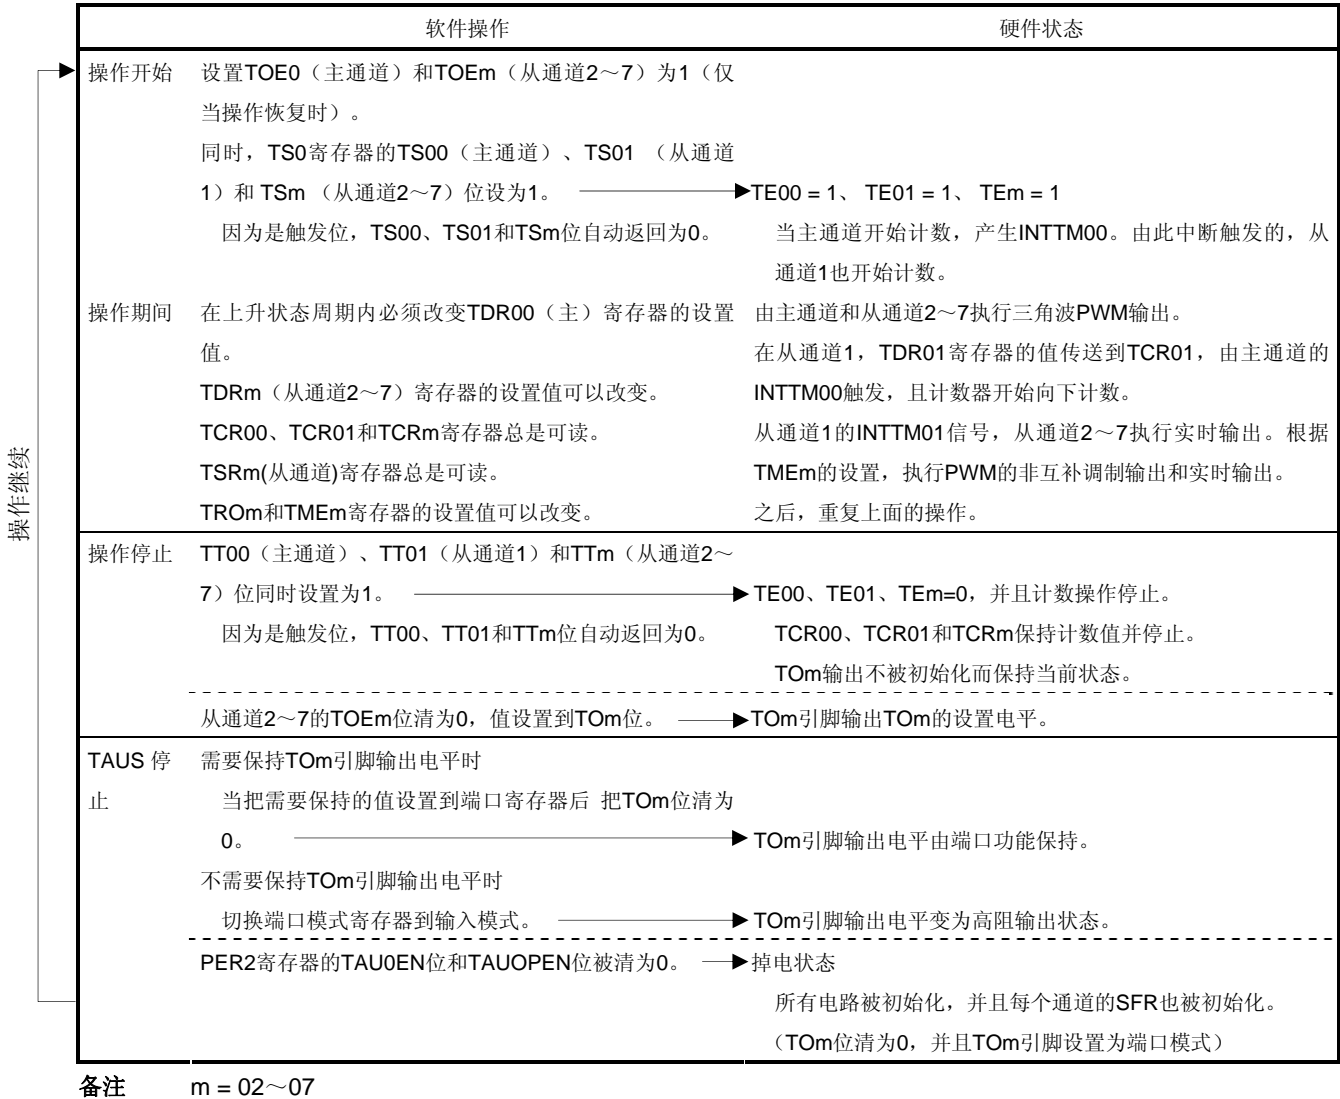 软件操作 硬件状态
操作开始 设置TOE0（主通道）和TOEm（从通道2～7）为1（仅
当操作恢复时）。
同时，TS0寄存器的TS00（主通道）、TS01 （从通道
1）和 TSm （从通道2～7）位设为1。 TE00 = 1、 TE01 = 1、 TEm = 1
因为是触发位，TS00、TS01和TSm位自动返回为0。 当主通道开始计数，产生INTTM00。由此中断触发的，从
通道1也开始计数。
操作期间 在上升状态周期内必须改变TDR00（主）寄存器的设置 由主通道和从通道2～7执行三角波PWM输出。
值。 在从通道1，TDR01寄存器的值传送到TCR01，由主通道的
TDRm（从通道2～7）寄存器的设置值可以改变。 INTTM00触发，且计数器开始向下计数。
TCR00、TCR01和TCRm寄存器总是可读。 从通道1的INTTM01信号，从通道2～7执行实时输出。根据
TSRm(从通道)寄存器总是可读。 TMEm的设置，执行PWM的非互补调制输出和实时输出。
TROm和TMEm寄存器的设置值可以改变。 之后，重复上面的操作。
操作继续
操作停止 TT00（主通道）、TT01（从通道1）和TTm（从通道2～
7）位同时设置为1。 TE00、TE01、TEm=0，并且计数操作停止。
因为是触发位，TT00、TT01和TTm位自动返回为0。 TCR00、TCR01和TCRm保持计数值并停止。
TOm输出不被初始化而保持当前状态。
从通道2～7的TOEm位清为0，值设置到TOm位。 TOm引脚输出TOm的设置电平。
TAUS 停 需要保持TOm引脚输出电平时
止 当把需要保持的值设置到端口寄存器后 把TOm位清为
0。 TOm引脚输出电平由端口功能保持。
不需要保持TOm引脚输出电平时
切换端口模式寄存器到输入模式。 TOm引脚输出电平变为高阻输出状态。
PER2寄存器的TAU0EN位和TAUOPEN位被清为0。 掉电状态
所有电路被初始化，并且每个通道的SFR也被初始化。
（TOm位清为0，并且TOm引脚设置为端口模式）
备注 m = 02～07